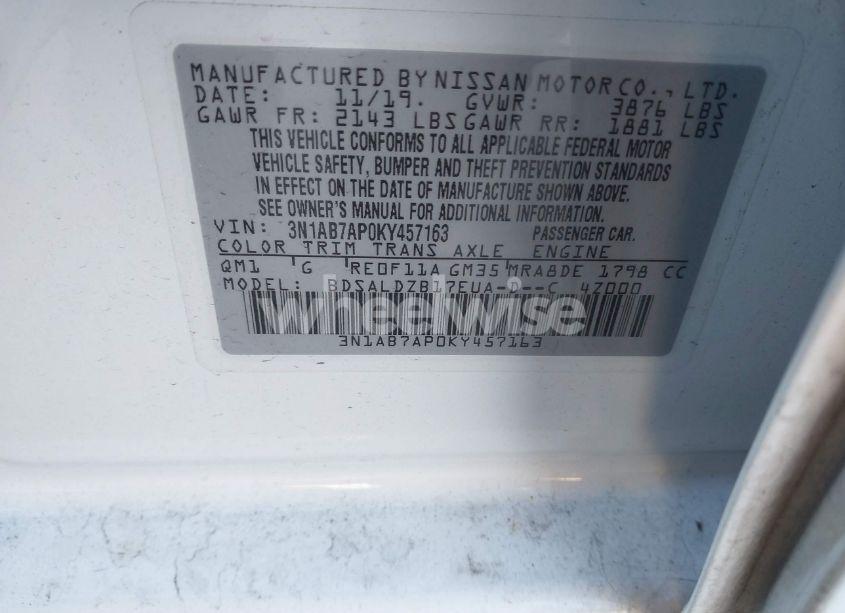 MANUFACTURED BY NISSAN MOTOR CO., LTD.
DATE: 11/19. GVWR: 3876 LBS
GAWR FR: 2143 LBS GAWR RR: 1881 LBS
THIS VEHICLE CONFORMS TO ALL APPLICABLE FEDERAL MOTOR
VEHICLE SAFETY, BUMPER AND THEFT PREVENTION STANDARDS
IN EFFECT ON THE DATE OF MANUFACTURE SHOWN ABOVE.
SEE OWNER'S MANUAL FOR ADDITIONAL INFORMATION.
VIN: 3N1AB7AP0KY457163 PASSENGER CAR.
COLOR TRIM TRANS AXLE ENGINE
QM1 G RE0F11A GM35 MRA8DE 1798 CC
MODEL: BDSALDZB17EUA-D--C 4Z000
wheelwise
3N1AB7AP0KY457163